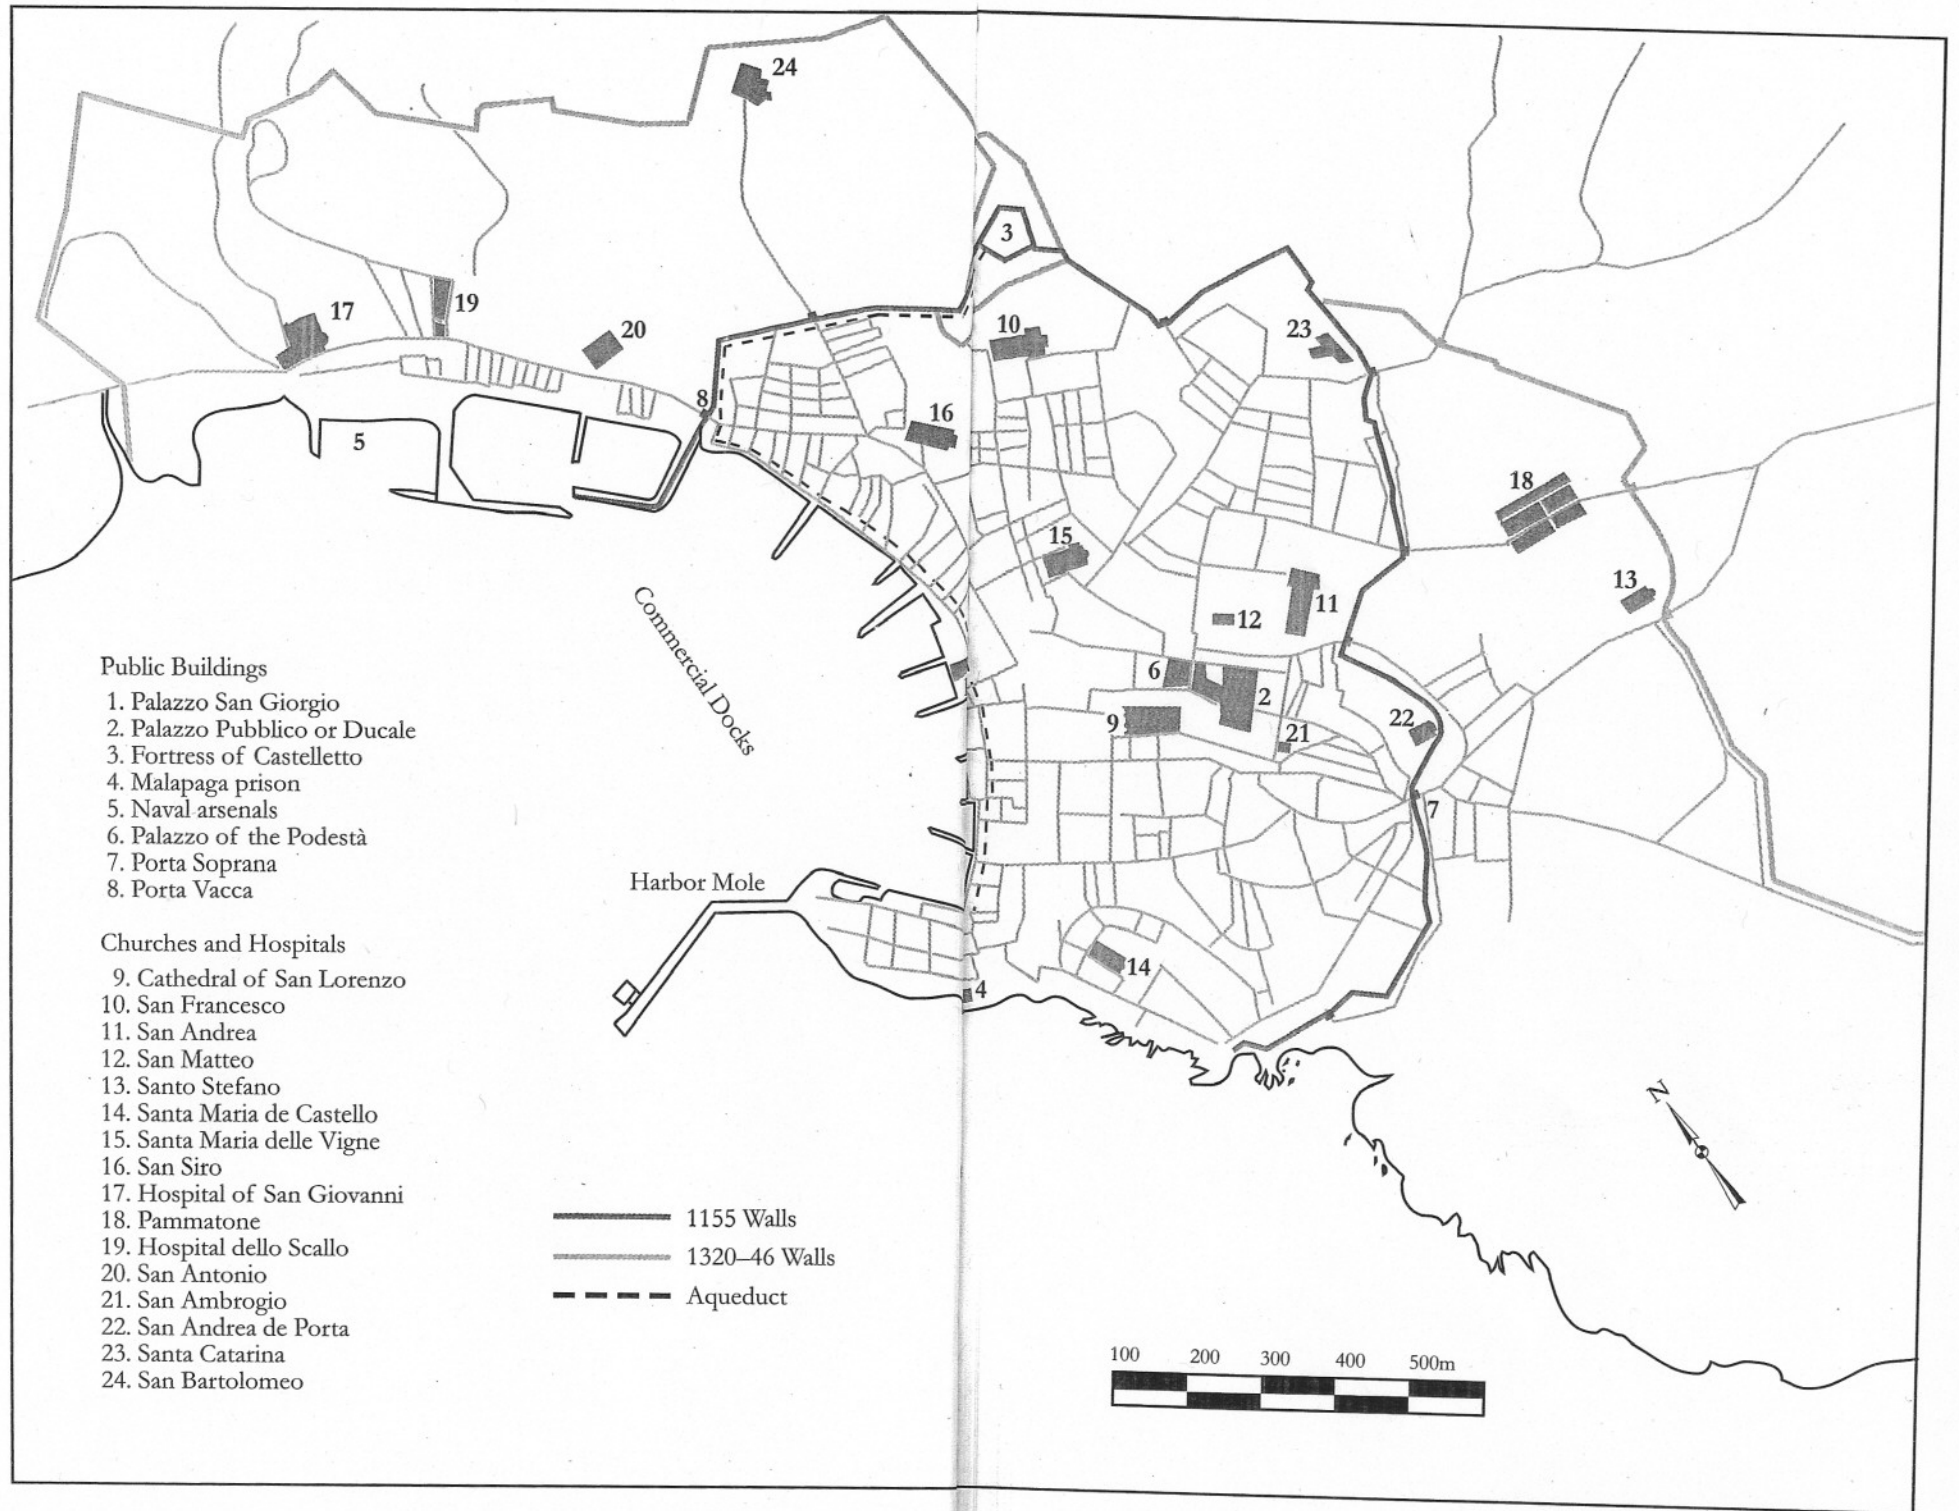 24
3
17
19
20
10
23
8
16
5
18
15
13
11
12
Commercial Docks
6
2
9
21
22
7
Harbor Mole
14
4
N
Public Buildings
1. Palazzo San Giorgio
2. Palazzo Pubblico or Ducale
3. Fortress of Castelletto
4. Malapaga prison
5. Naval arsenals
6. Palazzo of the Podestà
7. Porta Soprana
8. Porta Vacca
Churches and Hospitals
9. Cathedral of San Lorenzo
10. San Francesco
11. San Andrea
12. San Matteo
13. Santo Stefano
14. Santa Maria de Castello
15. Santa Maria delle Vigne
16. San Siro
17. Hospital of San Giovanni
18. Pammatone
19. Hospital dello Scallo
20. San Antonio
21. San Ambrogio
22. San Andrea de Porta
23. Santa Catarina
24. San Bartolomeo
1155 Walls
1320–46 Walls
Aqueduct
100 200 300 400 500m